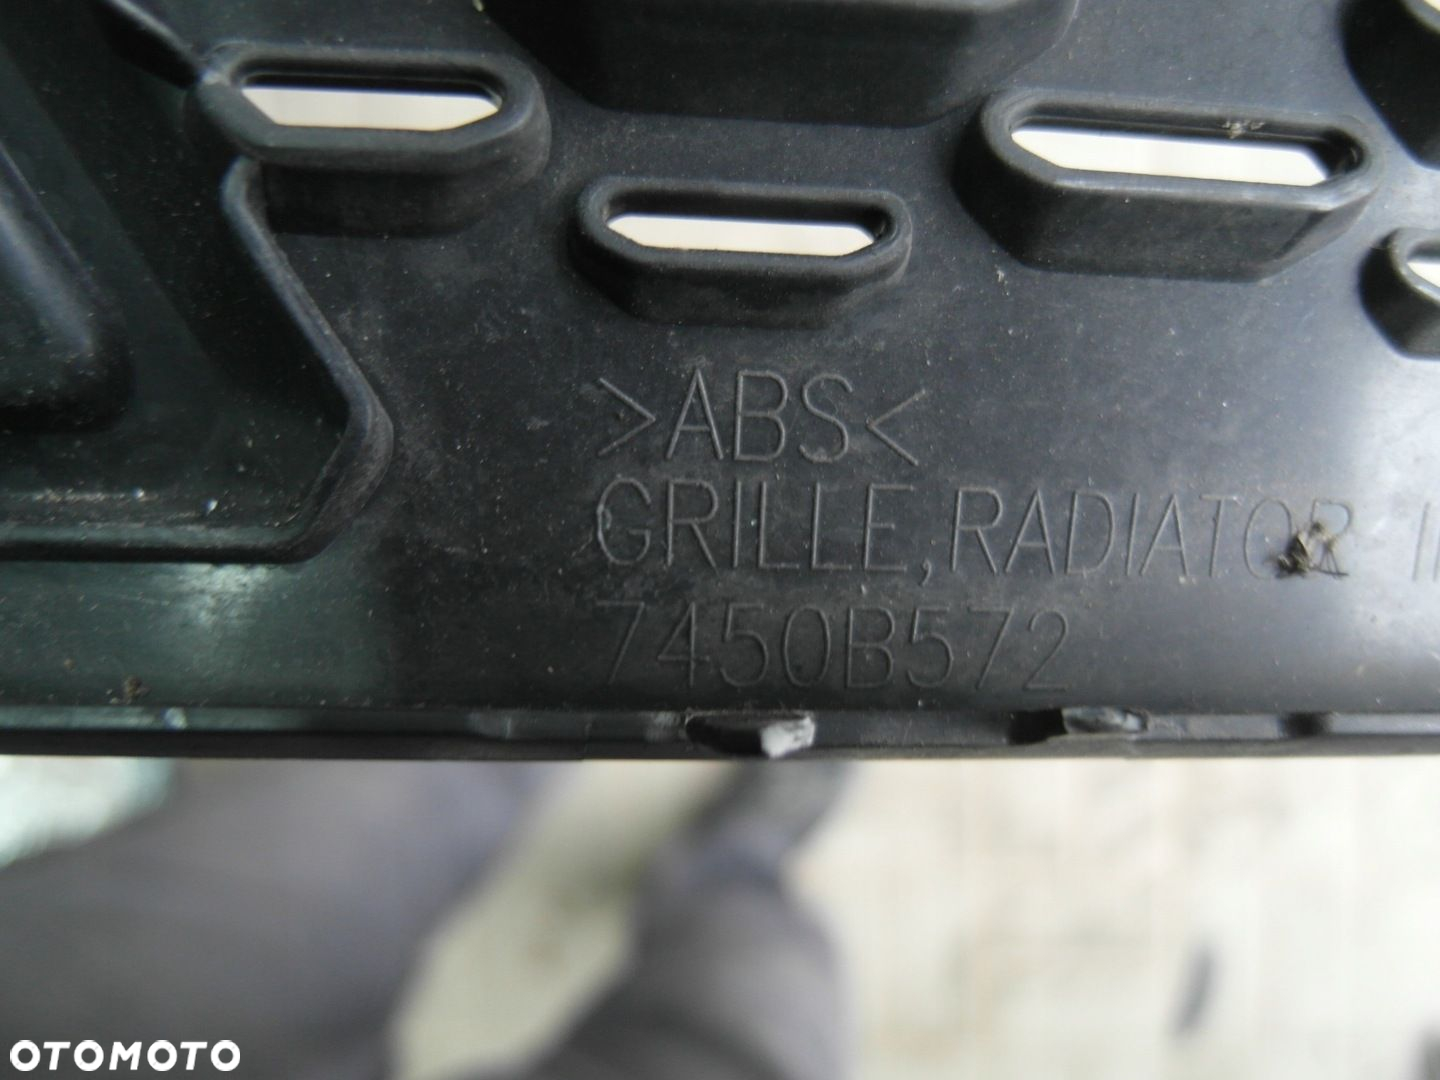 >ABS<
GRILLE,RADIATOR
7450B572
OTOMOTO